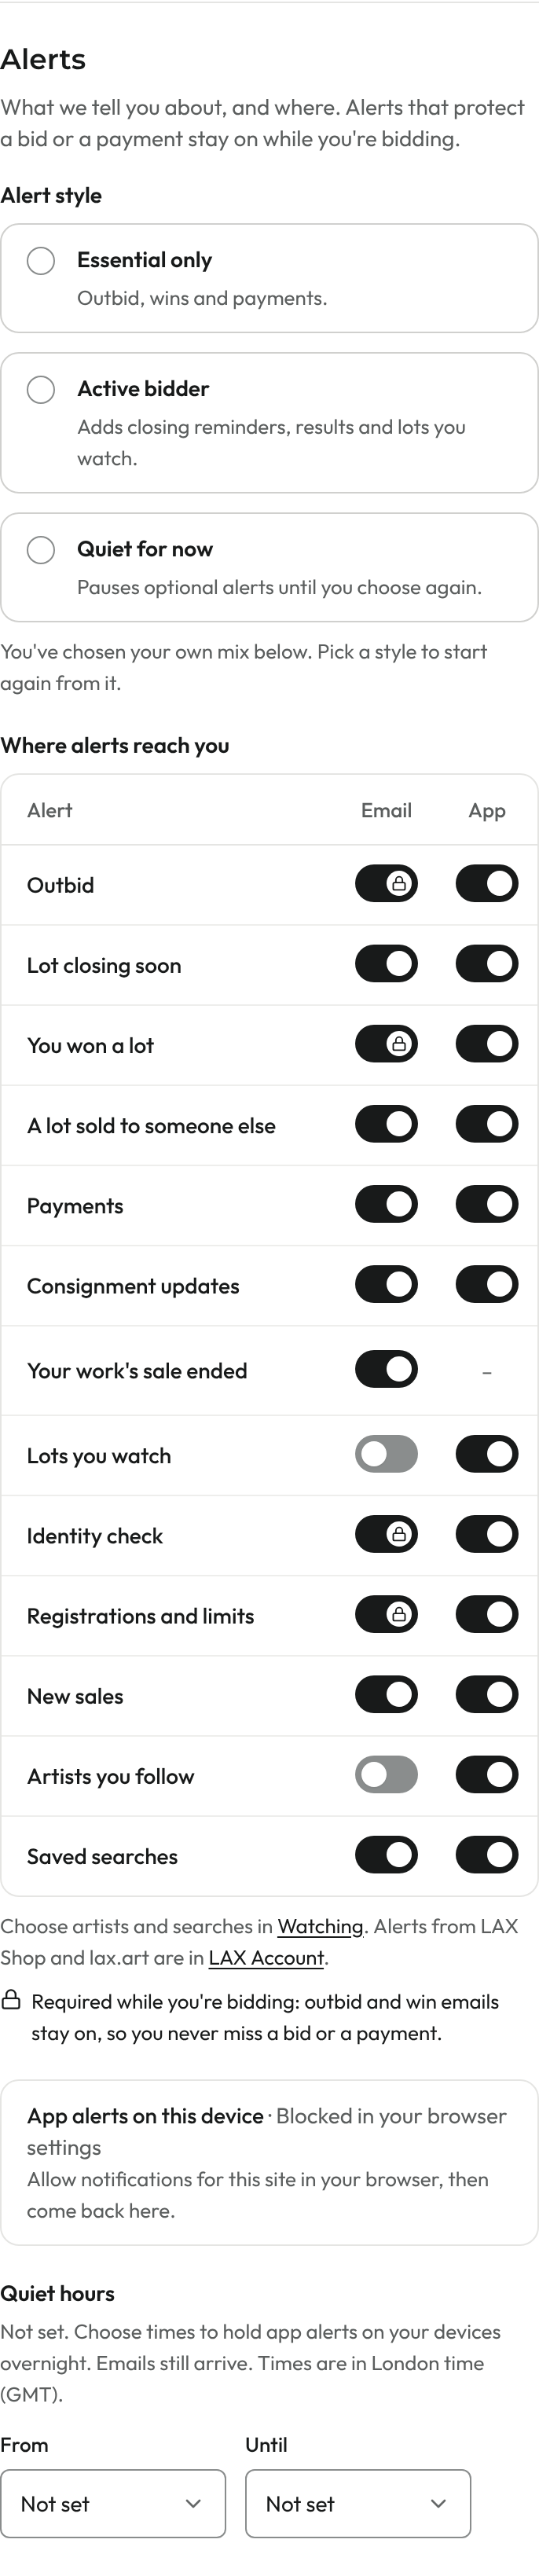 Alerts
What we tell you about, and where. Alerts that protect
a bid or a payment stay on while you're bidding.
Alert style
Essential only
Outbid, wins and payments.
Active bidder
Adds closing reminders, results and lots you
watch.
Quiet for now
Pauses optional alerts until you choose again.
You've chosen your own mix below. Pick a style to start
again from it.
Where alerts reach you
Alert Email App
Outbid
Lot closing soon
You won a lot
A lot sold to someone else
Payments
Consignment updates
Your work's sale ended –
Lots you watch
Identity check
Registrations and limits
New sales
Artists you follow
Saved searches
Choose artists and searches in Watching. Alerts from LAX
Shop and lax.art are in LAX Account.
Required while you're bidding: outbid and win emails
stay on, so you never miss a bid or a payment.
App alerts on this device · Blocked in your browser
settings
Allow notifications for this site in your browser, then
come back here.
Quiet hours
Not set. Choose times to hold app alerts on your devices
overnight. Emails still arrive. Times are in London time
(GMT).
From Until
Not set Not set